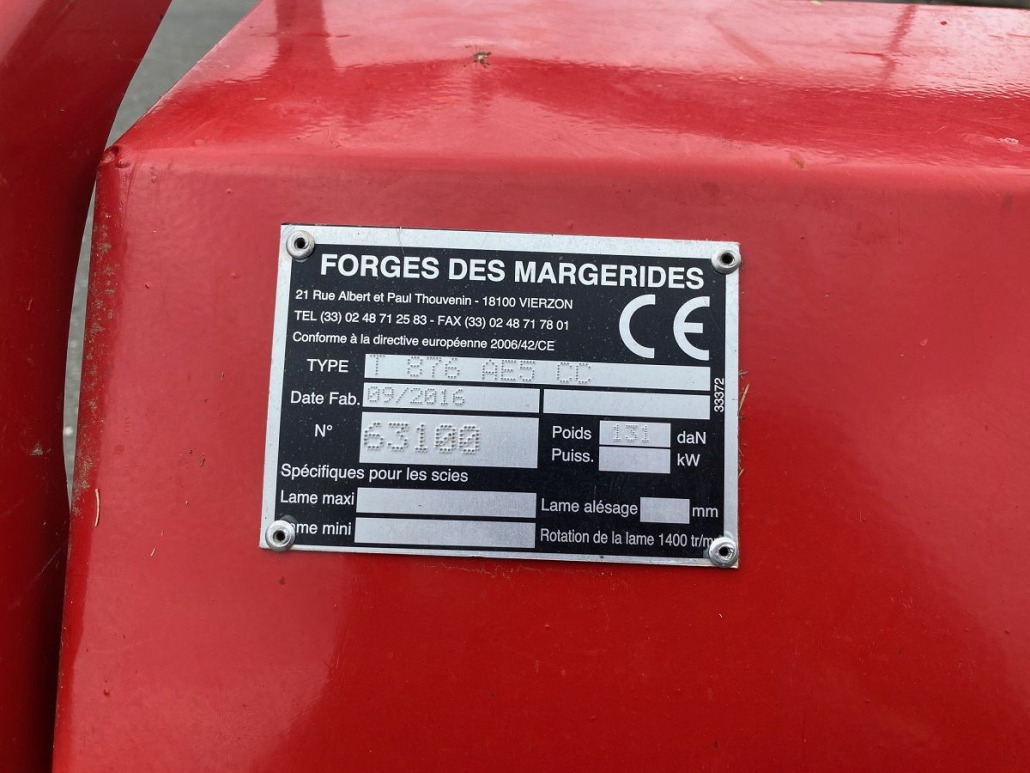 FORGES DES MARGERIDES
21 Rue Albert et Paul Thouvenin - 18100 VIERZON
TEL (33) 02 48 71 25 83 - FAX (33) 02 48 71 78 01
Conforme à la directive européenne 2006/42/CE
CE
TYPE T 876 AE5 CC
Date Fab. 09/2016
33372
N° 63100
Poids 131 daN
Puiss. kW
Spécifiques pour les scies
Lame maxi
Lame alésage mm
mini
Rotation de la lame 1400